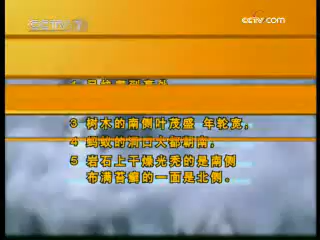 cctv.com
3 树木的南侧叶茂盛 年轮宽,
4 蚂蚁的洞口大都朝南;
5 岩石上干燥光秃的是南侧
布满苔藓的一面是北侧.